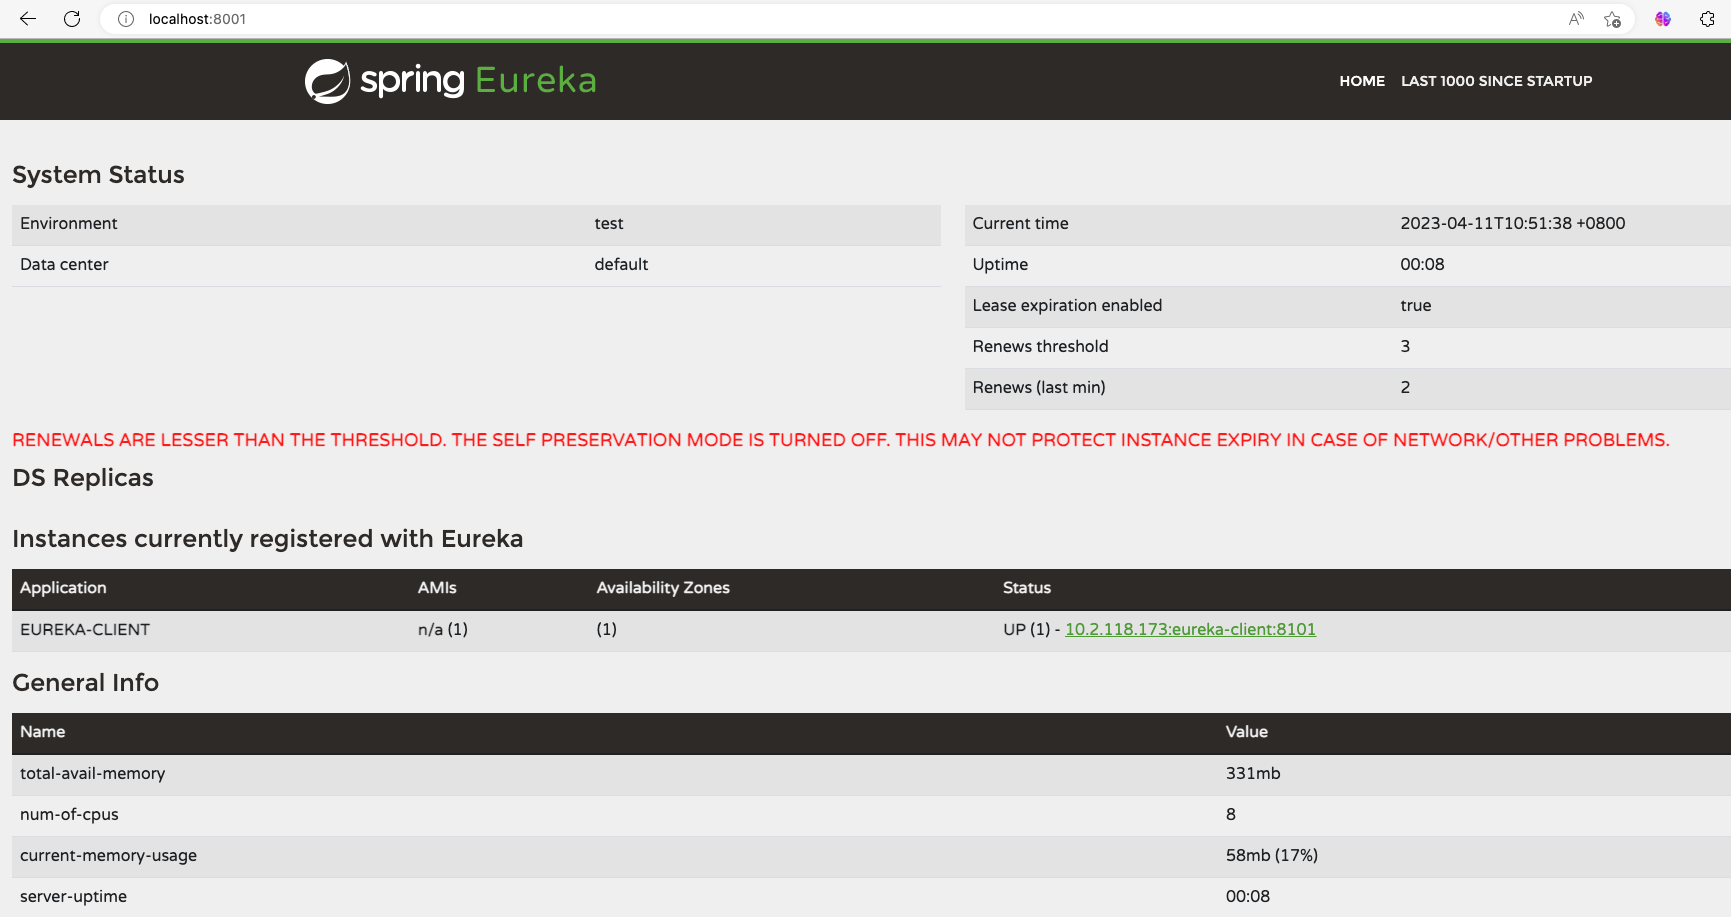 localhost:8001
spring Eureka
HOME LAST 1000 SINCE STARTUP
System Status
Environment test
Data center default
Current time 2023-04-11T10:51:38 +0800
Uptime 00:08
Lease expiration enabled true
Renews threshold 3
Renews (last min) 2
RENEWALS ARE LESSER THAN THE THRESHOLD. THE SELF PRESERVATION MODE IS TURNED OFF. THIS MAY NOT PROTECT INSTANCE EXPIRY IN CASE OF NETWORK/OTHER PROBLEMS.
DS Replicas
Instances currently registered with Eureka
Application AMIs Availability Zones Status
EUREKA-CLIENT n/a (1) (1) UP (1) - 10.2.118.173:eureka-client:8101
General Info
Name Value
total-avail-memory 331mb
num-of-cpus 8
current-memory-usage 58mb (17%)
server-uptime 00:08